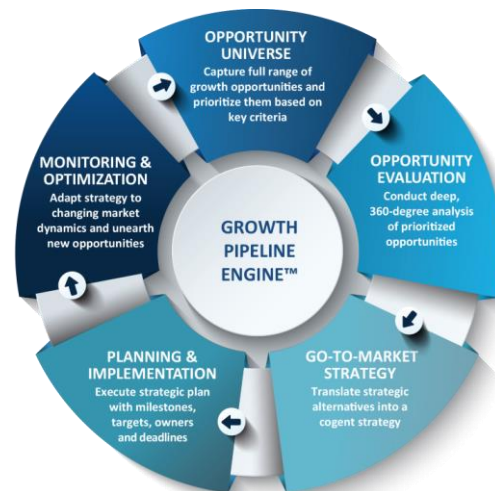 OPPORTUNITY
UNIVERSE
Capture full range of
growth opportunities and
prioritize them based on
key criteria
OPPORTUNITY
EVALUATION
Conduct deep,
360-degree analysis
of prioritized
opportunities
GO-TO-MARKET
STRATEGY
Translate strategic
alternatives into a
cogent strategy
PLANNING &
IMPLEMENTATION
Execute strategic plan
with milestones,
targets, owners
and deadlines
MONITORING &
OPTIMIZATION
Adapt strategy to
changing market
dynamics and unearth
new opportunities
GROWTH
PIPELINE
ENGINE™